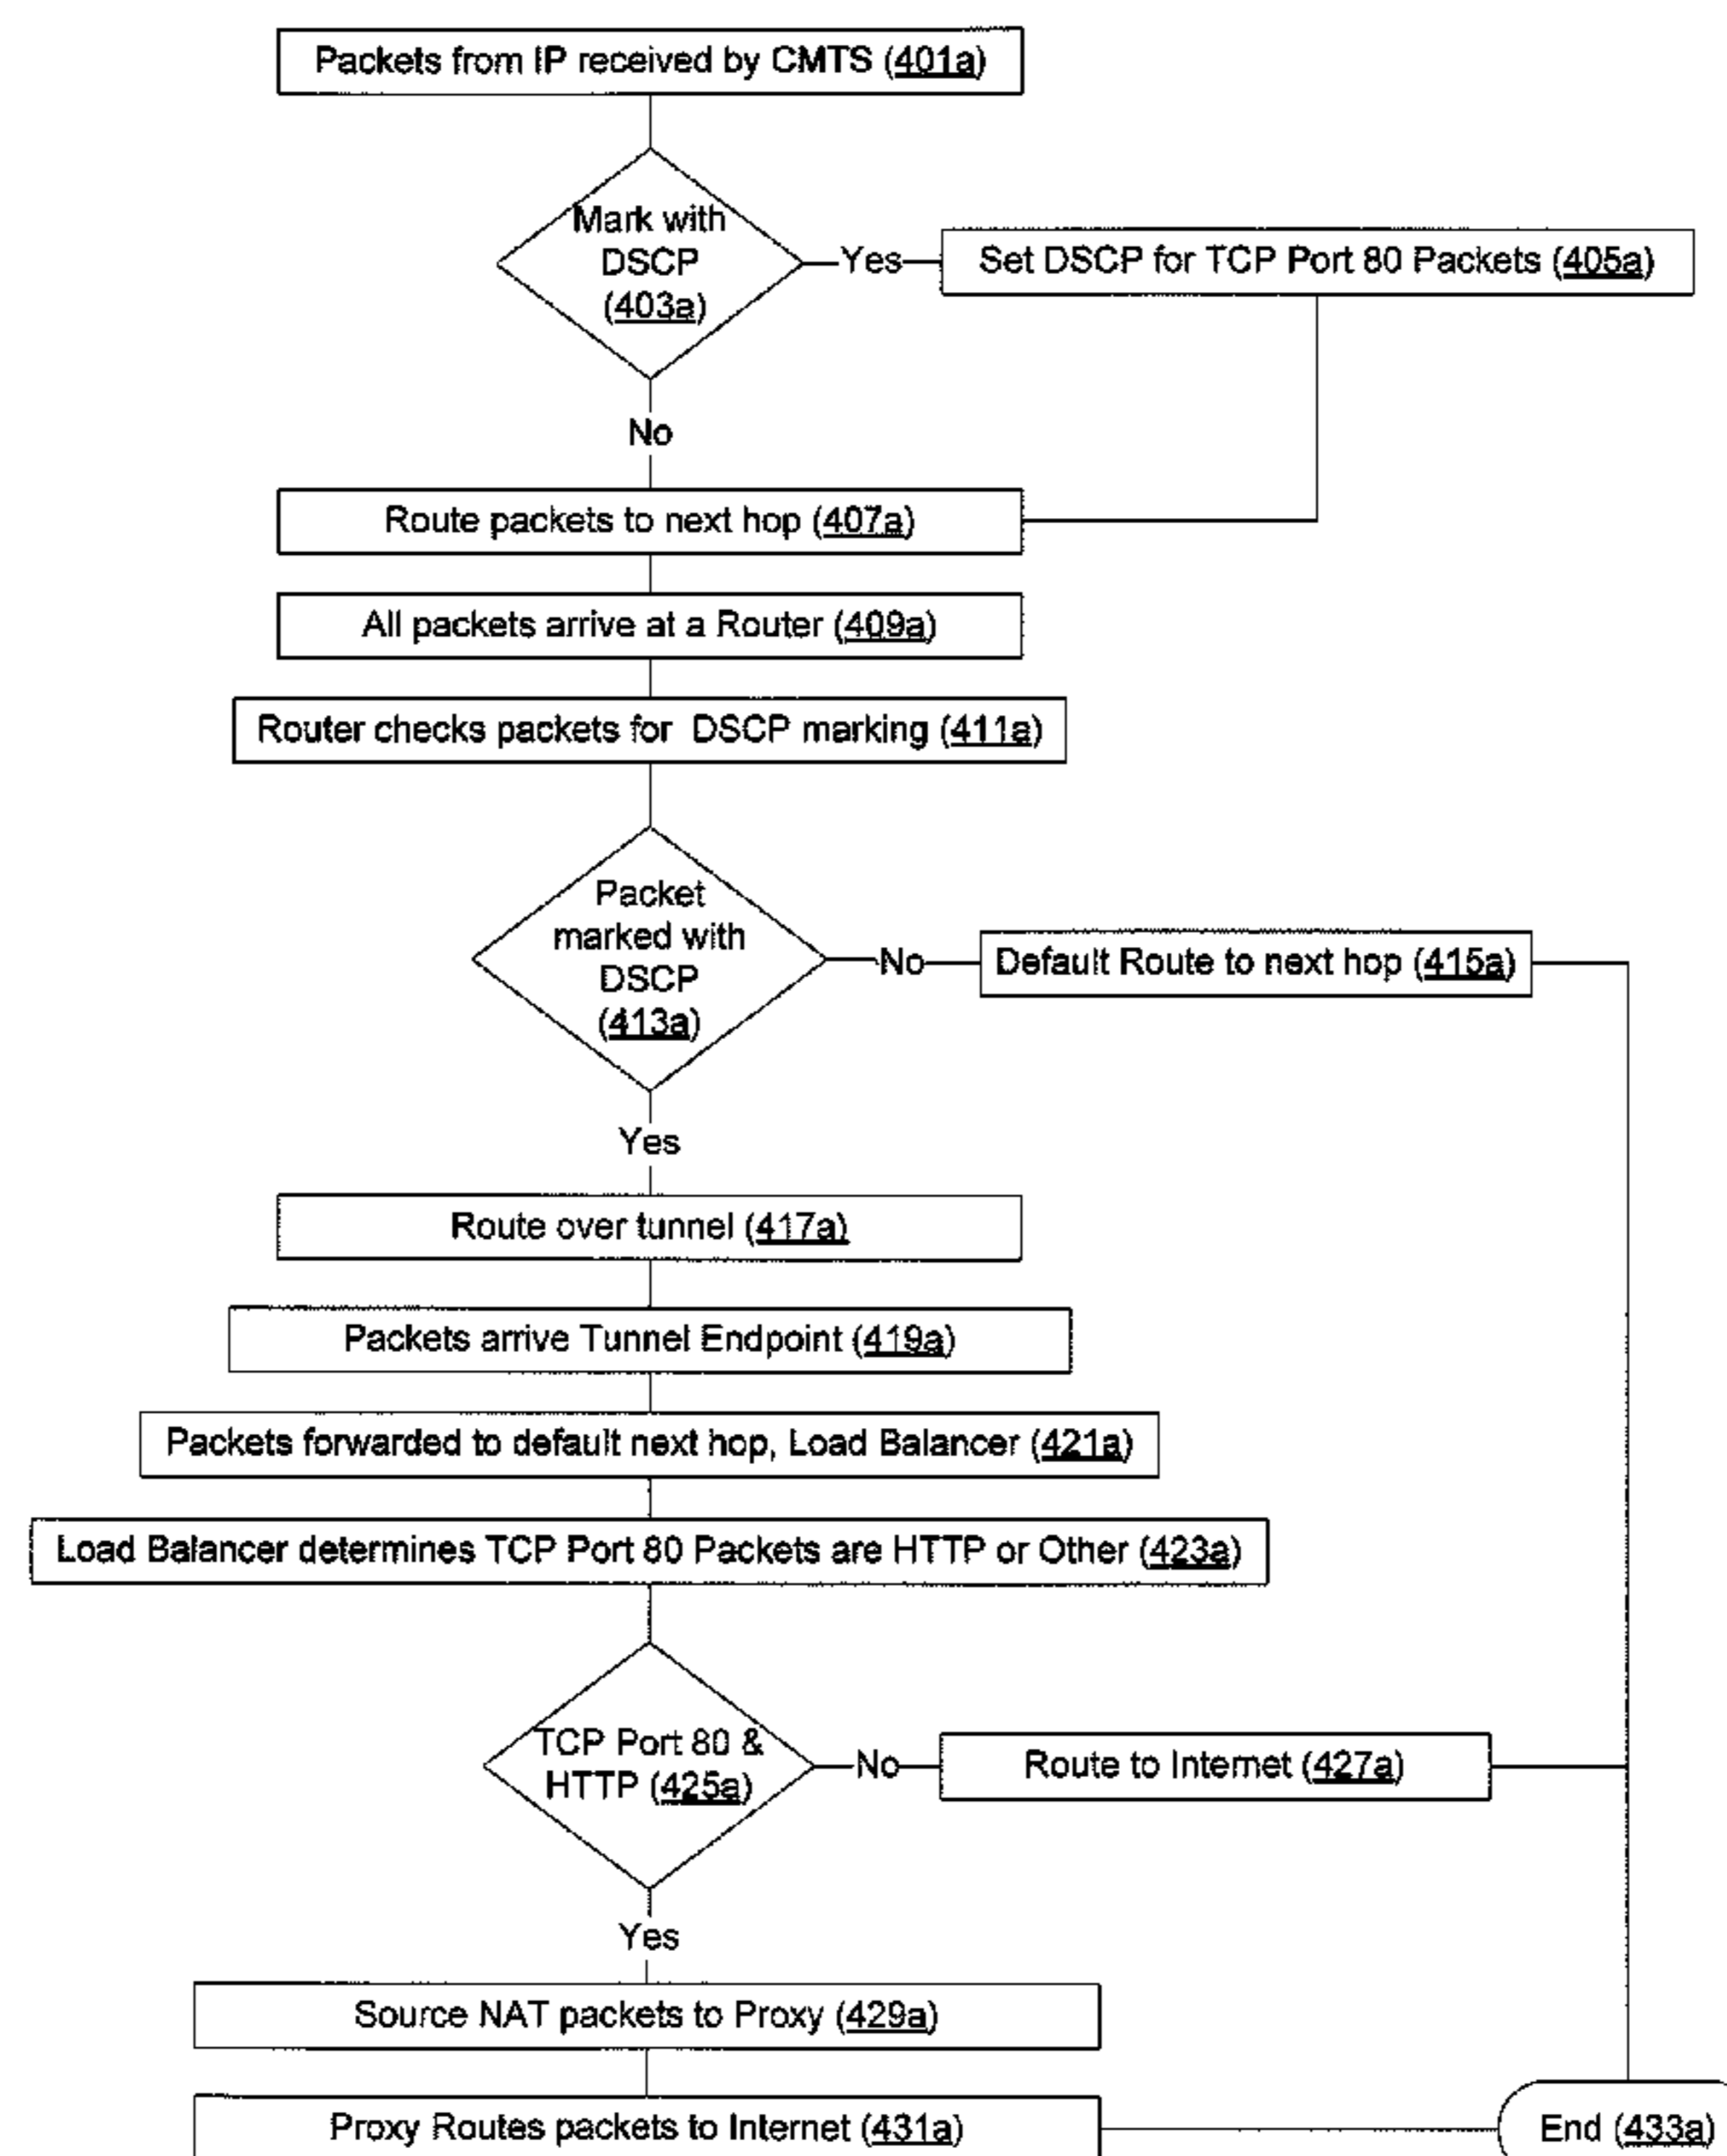 Packets from IP received by CMTS (401a)
Mark with
DSCP
(403a)
Yes
Set DSCP for TCP Port 80 Packets (405a)
No
Route packets to next hop (407a)
All packets arrive at a Router (409a)
Router checks packets for DSCP marking (411a)
Packet
marked with
DSCP
(413a)
No
Default Route to next hop (415a)
Yes
Route over tunnel (417a)
Packets arrive Tunnel Endpoint (419a)
Packets forwarded to default next hop, Load Balancer (421a)
Load Balancer determines TCP Port 80 Packets are HTTP or Other (423a)
TCP Port 80 &
HTTP (425a)
No
Route to Internet (427a)
Yes
Source NAT packets to Proxy (429a)
Proxy Routes packets to Internet (431a)
End (433a)